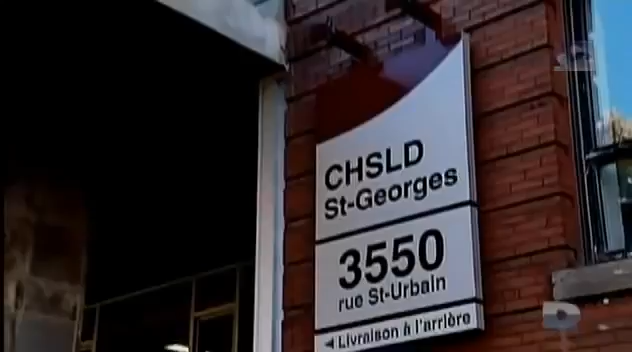 CHSLD
St-Georges
3550
rue St-Urbain
◄ Livraison à l'arrière
D